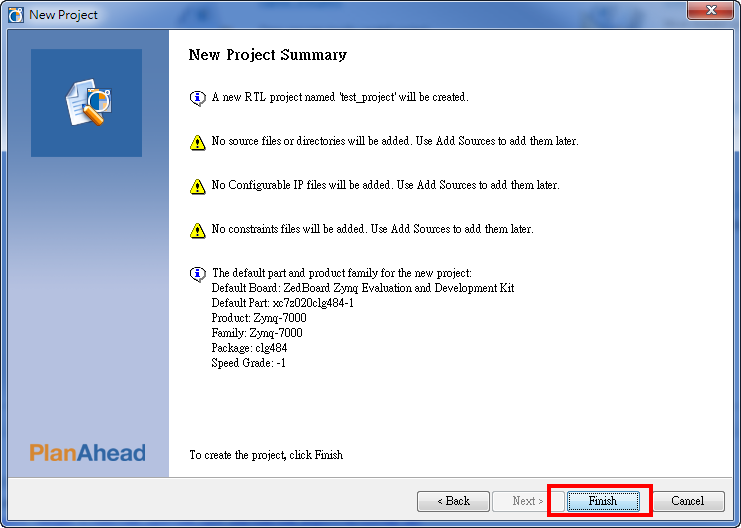 New Project
New Project Summary
A new RTL project named 'test_project' will be created.
No source files or directories will be added. Use Add Sources to add them later.
No Configurable IP files will be added. Use Add Sources to add them later.
No constraints files will be added. Use Add Sources to add them later.
The default part and product family for the new project:
Default Board: ZedBoard Zynq Evaluation and Development Kit
Default Part: xc7z020clg484-1
Product: Zynq-7000
Family: Zynq-7000
Package: clg484
Speed Grade: -1
PlanAhead
To create the project, click Finish
< Back
Next >
Finish
Cancel